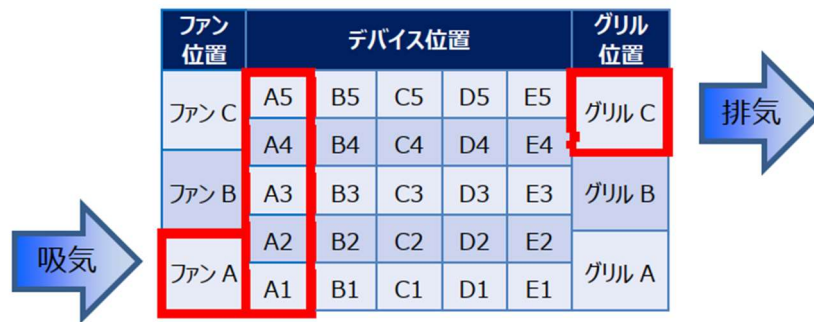 ファン
位置
デバイス位置
グリル
位置
ファン C
A5 B5 C5 D5 E5
グリル C
排気
A4 B4 C4 D4 E4
ファン B
A3 B3 C3 D3 E3
グリル B
A2 B2 C2 D2 E2
吸気
ファン A
グリル A
A1 B1 C1 D1 E1